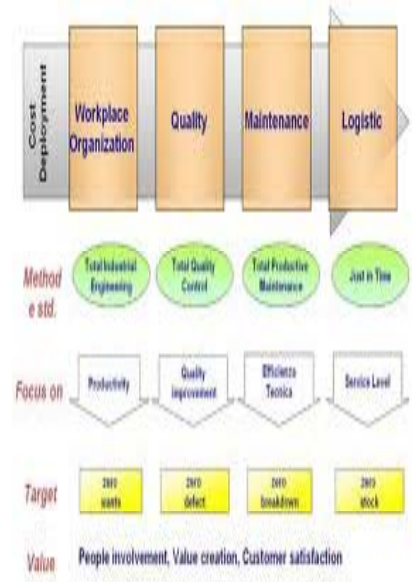 Cost
Deployment
Workplace
Organization
Quality
Maintenance
Logistic
Method
e std.
Total Industrial
Engineering
Total Quality
Control
Total Productive
Maintenance
Just in Time
Focus on
Productivity
Quality
Improvement
Efficienza
Tecnica
Service Level
Target
zero
zero
defect
zero
breakdown
zero
stock
Value
People involvement, Value creation, Customer satisfaction